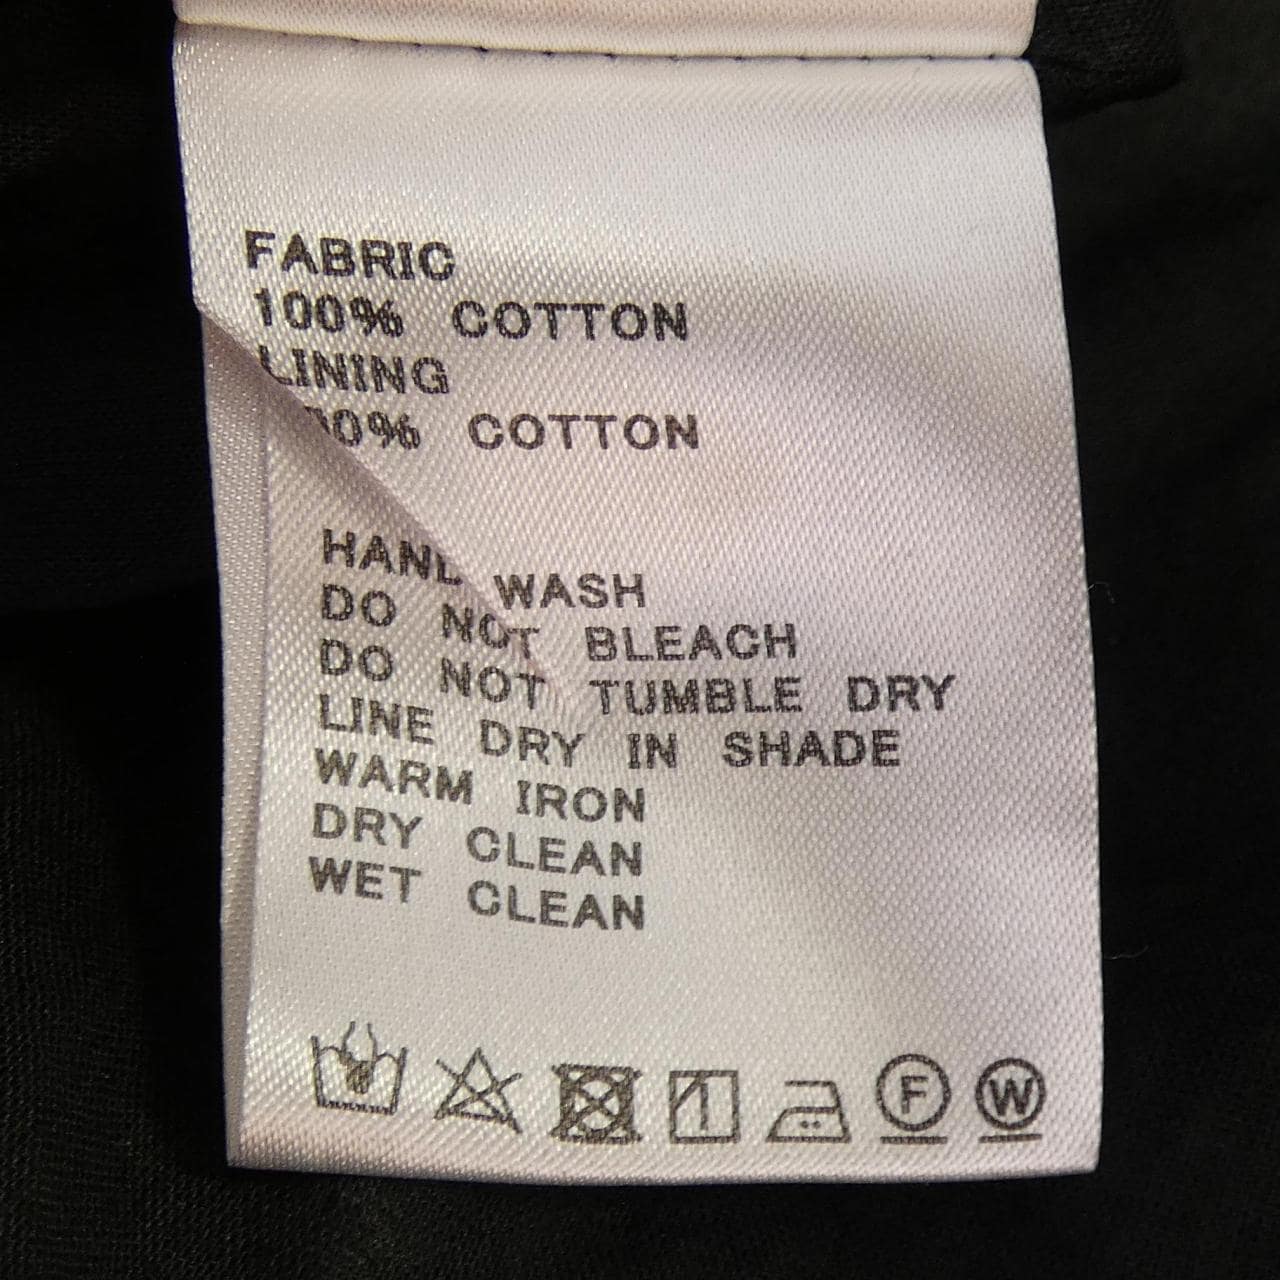 FABRIC
100% COTTON
LINING
COTTON
WASH
DO NOT BLEACH
DO NOT TUMBLE DRY
LINE DRY IN SHADE
WARM IRON
DRY CLEAN
WET CLEAN
F W